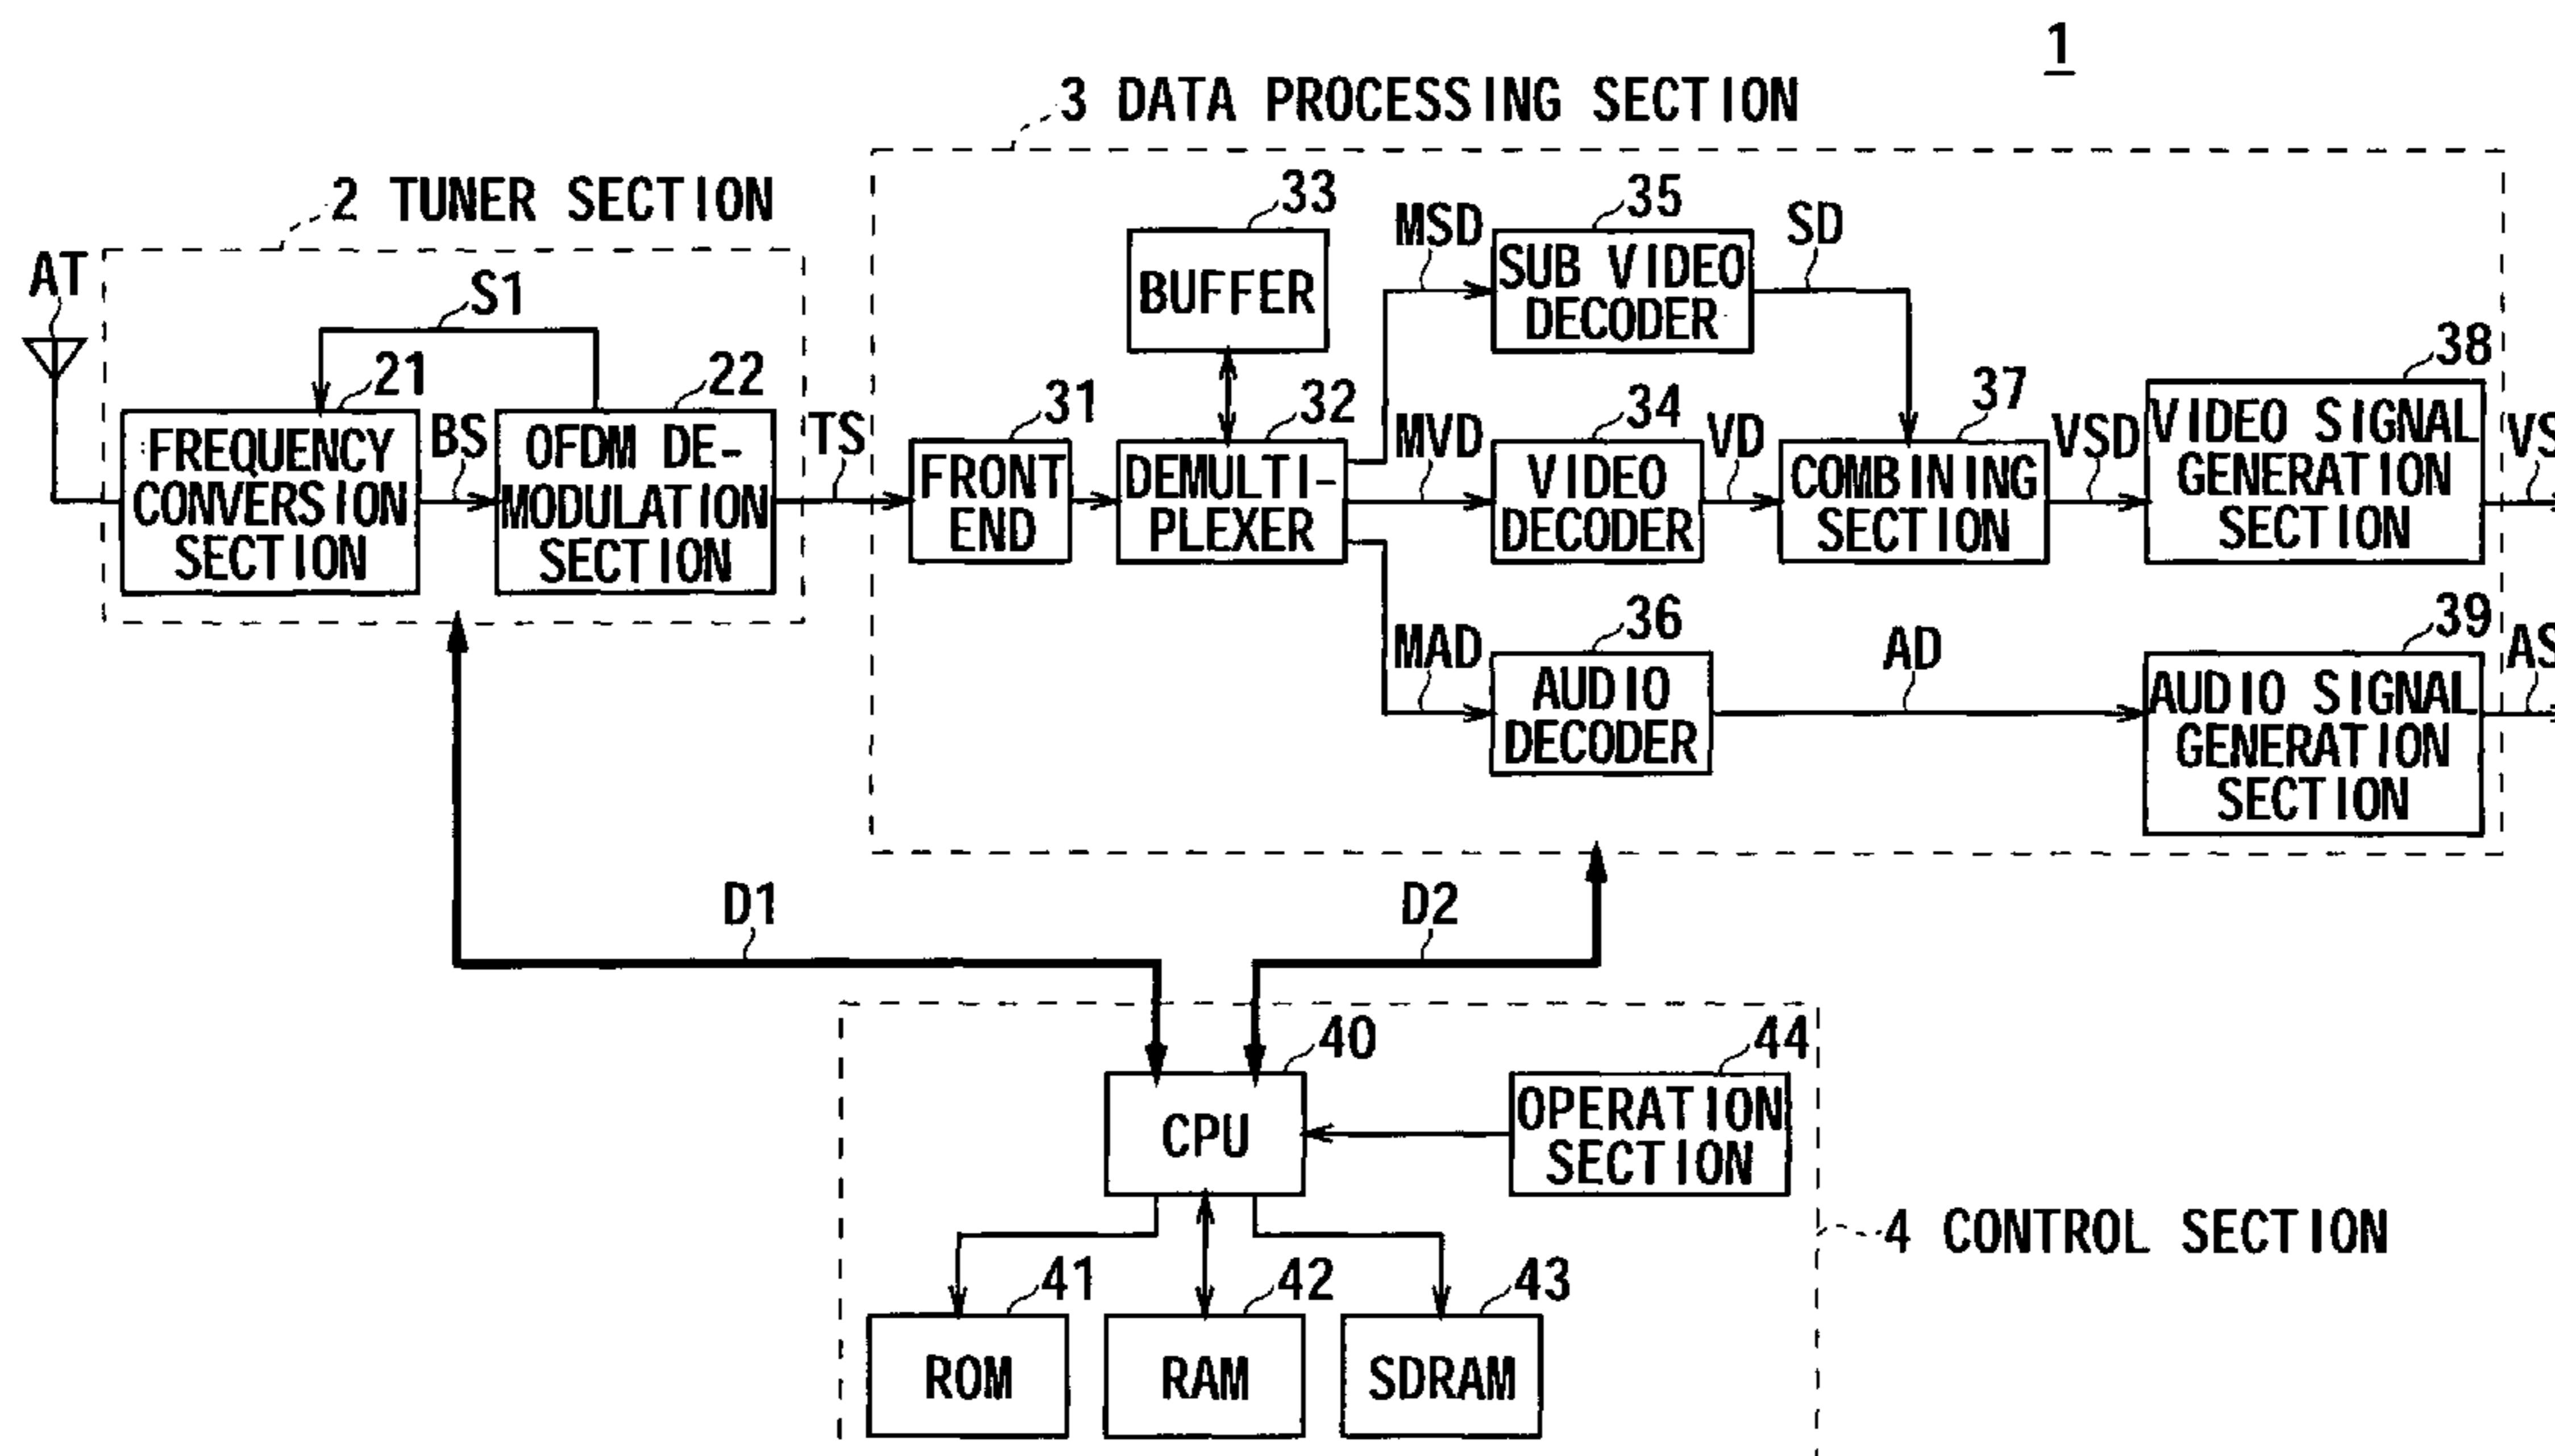 1
3 DATA PROCESSING SECTION
2 TUNER SECTION
AT
S1
21
FREQUENCY
CONVERSION
SECTION
BS
22
OFDM DE-
MODULATION
SECTION
TS
31
FRONT
END
33
BUFFER
32
DEMULTI-
PLEXER
MSD
35
SUB VIDEO
DECODER
SD
MVD
34
VIDEO
DECODER
VD
37
COMBINING
SECTION
VSD
38
VIDEO SIGNAL
GENERATION
SECTION
VS
MAD
36
AUDIO
DECODER
AD
39
AUDIO SIGNAL
GENERATION
SECTION
AS
D1
D2
40
CPU
44
OPERATION
SECTION
4 CONTROL SECTION
41
ROM
42
RAM
43
SDRAM